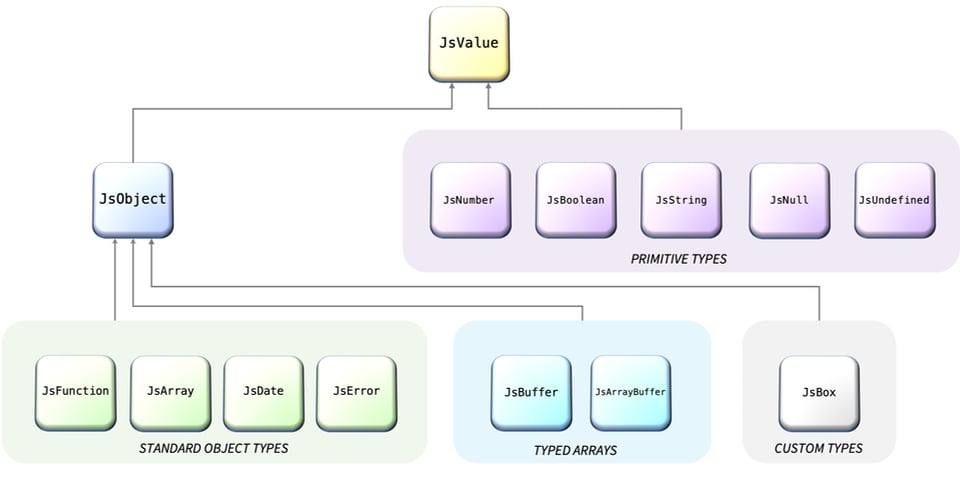 JsValue
JsObject
JsNumber
JsBoolean
JsString
JsNull
JsUndefined
PRIMITIVE TYPES
JsFunction
JsArray
JsDate
JsError
STANDARD OBJECT TYPES
JsBuffer
JsArrayBuffer
TYPED ARRAYS
JsBox
CUSTOM TYPES